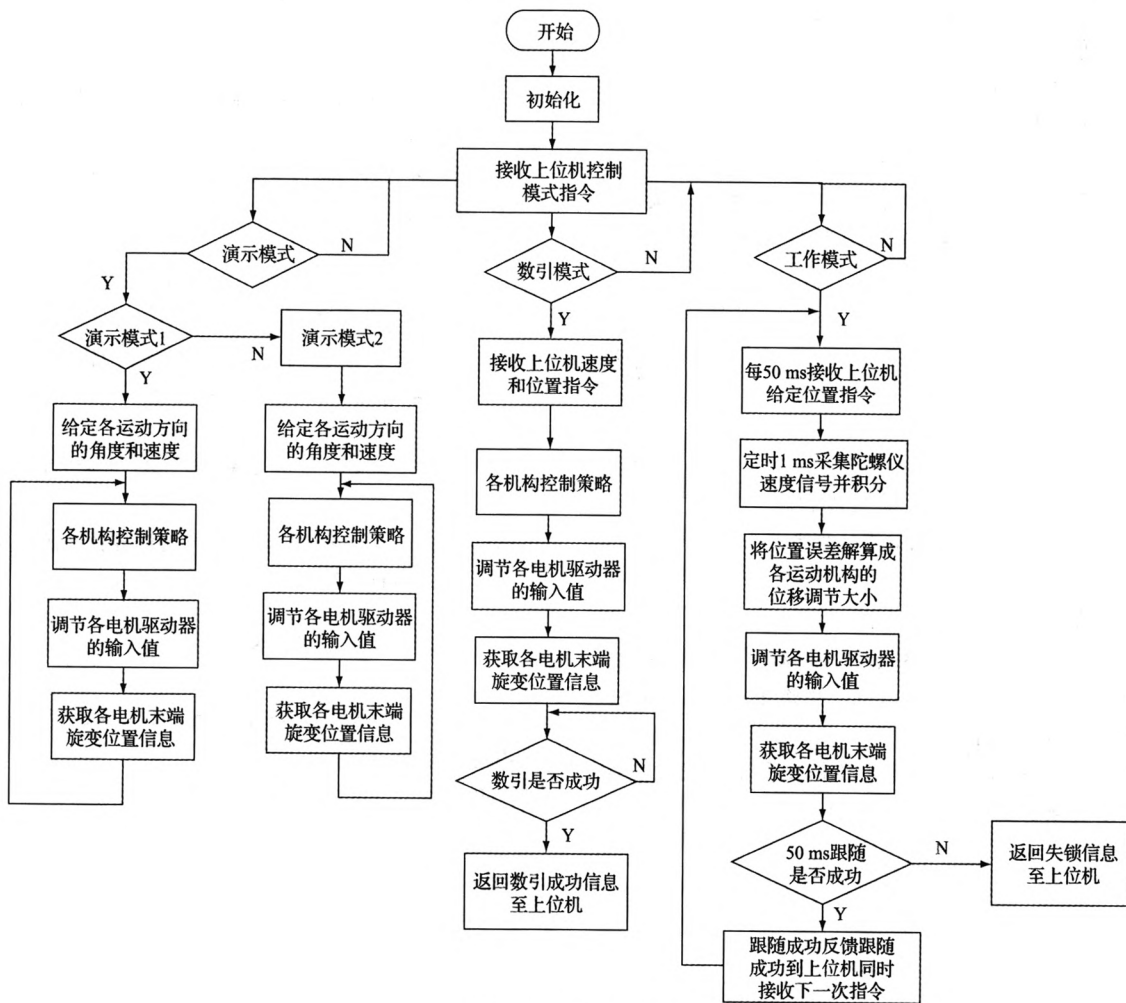 开始
初始化
接收上位机控制
模式指令
演示模式
N
Y
演示模式1
N
Y
演示模式2
给定各运动方向
的角度和速度
各机构控制策略
调节各电机驱动器
的输入值
获取各电机末端
旋变位置信息
给定各运动方向
的角度和速度
各机构控制策略
调节各电机驱动器
的输入值
获取各电机末端
旋变位置信息
数引模式
N
Y
接收上位机速度
和位置指令
各机构控制策略
调节各电机驱动器
的输入值
获取各电机末端
旋变位置信息
数引是否成功
N
Y
返回数引成功信息
至上位机
工作模式
N
Y
每50 ms接收上位机
给定位置指令
定时1 ms采集陀螺仪
速度信号并积分
将位置误差解算成
各运动机构的
位移调节大小
调节各电机驱动器
的输入值
获取各电机末端
旋变位置信息
50 ms跟随
是否成功
N
Y
返回失锁信息
至上位机
跟随成功反馈跟随
成功到上位机同时
接收下一次指令